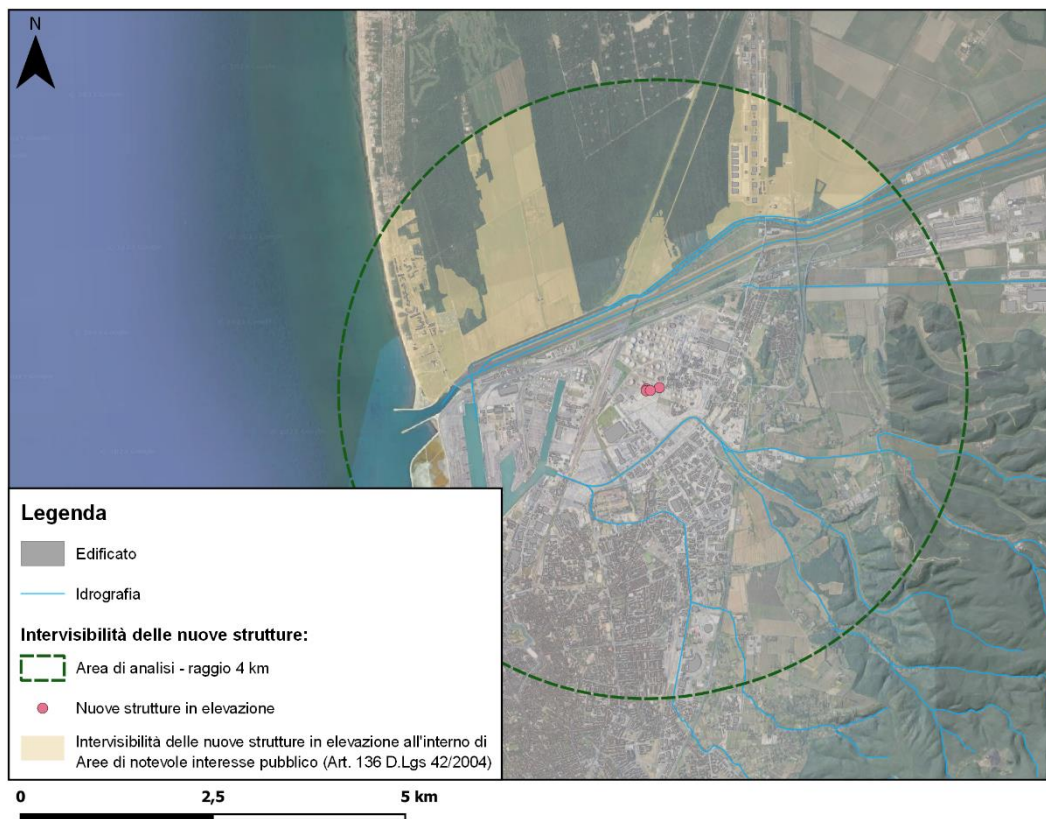 N
Legenda
Edificato
Idrografia
Intervisibilità delle nuove strutture:
Area di analisi - raggio 4 km
Nuove strutture in elevazione
Intervisibilità delle nuove strutture in elevazione all'interno di
Aree di notevole interesse pubblico (Art. 136 D.Lgs 42/2004)
0 2,5 5 km